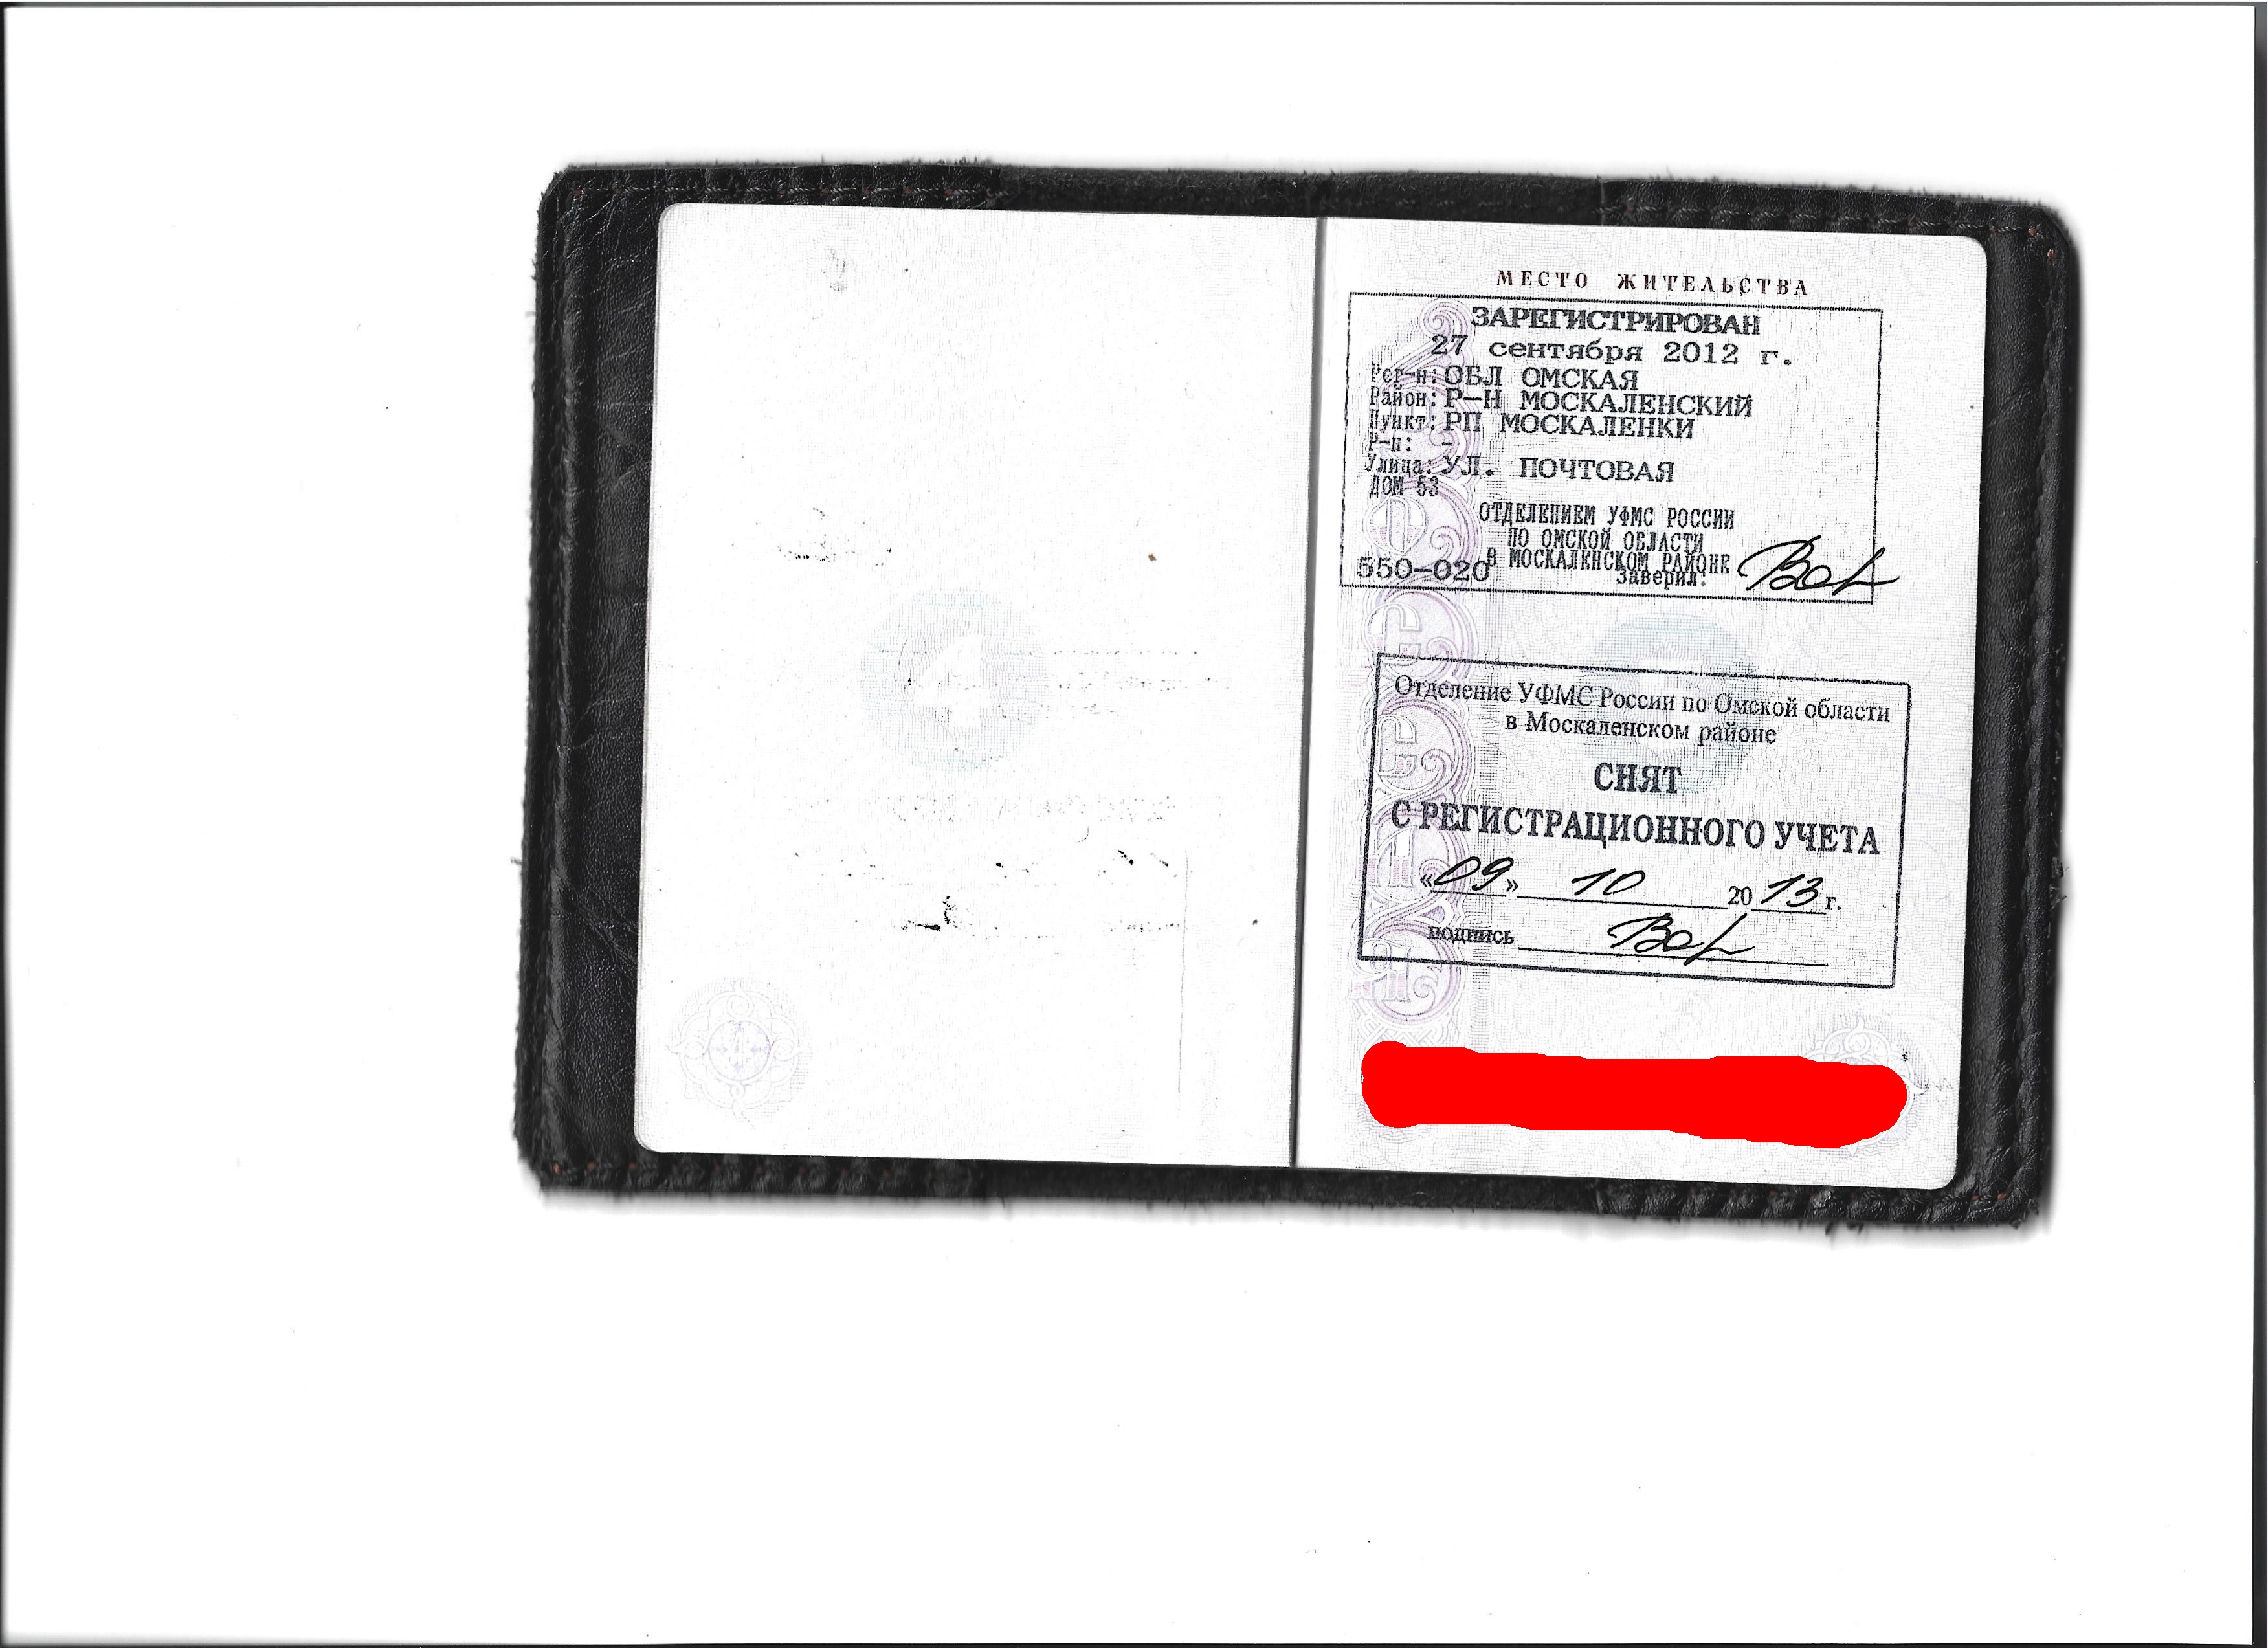 4
МЕСТО ЖИТЕЛЬСТВА
ЗАРЕГИСТРИРОВАН
27 сентября 2012 г.
Рег-н: ОБЛ ОМСКАЯ
Район: Р-Н МОСКАЛЕНСКИЙ
Пункт: РП МОСКАЛЕНКИ
Р-н: -
Улица: УЛ. ПОЧТОВАЯ
ДОМ 53
ОТДЕЛЕНИЕМ УФМС РОССИИ
ПО ОМСКОЙ ОБЛАСТИ
В МОСКАЛЕНСКОМ РАЙОНЕ
550-020 Заверил:
Отделение УФМС России по Омской области
в Москаленском районе
СНЯТ
С РЕГИСТРАЦИОННОГО УЧЕТА
«09» 10 2013 г.
подпись